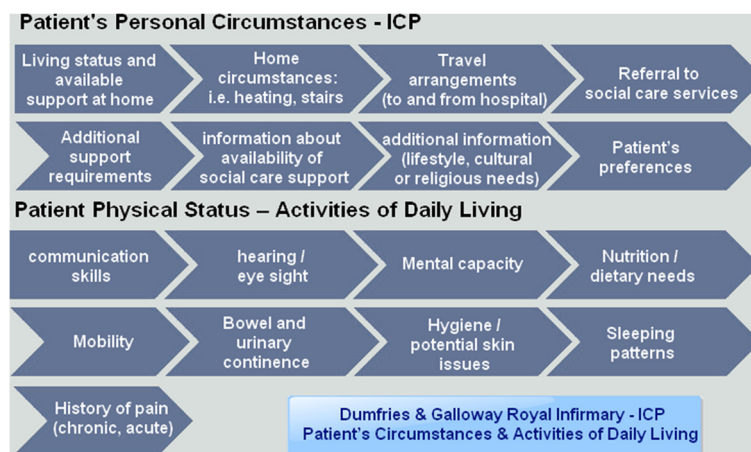 Patient's Personal Circumstances - ICP
Living status and
available
support at home
Home
circumstances:
i.e. heating, stairs
Travel
arrangements
(to and from hospital)
Referral to
social care services
Additional
support
requirements
information about
availability of
social care support
additional information
(lifestyle, cultural
or religious needs)
Patient's
preferences
Patient Physical Status – Activities of Daily Living
communication
skills
hearing /
eye sight
Mental capacity
Nutrition /
dietary needs
Mobility
Bowel and
urinary
continence
Hygiene /
potential skin
issues
Sleeping
patterns
History of pain
(chronic, acute)
Dumfries & Galloway Royal Infirmary - ICP
Patient's Circumstances & Activities of Daily Living